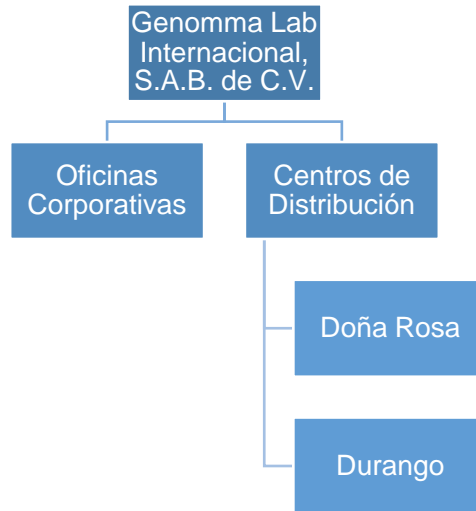 Genomma Lab
Internacional,
S.A.B. de C.V.
Oficinas
Corporativas
Centros de
Distribución
Doña Rosa
Durango